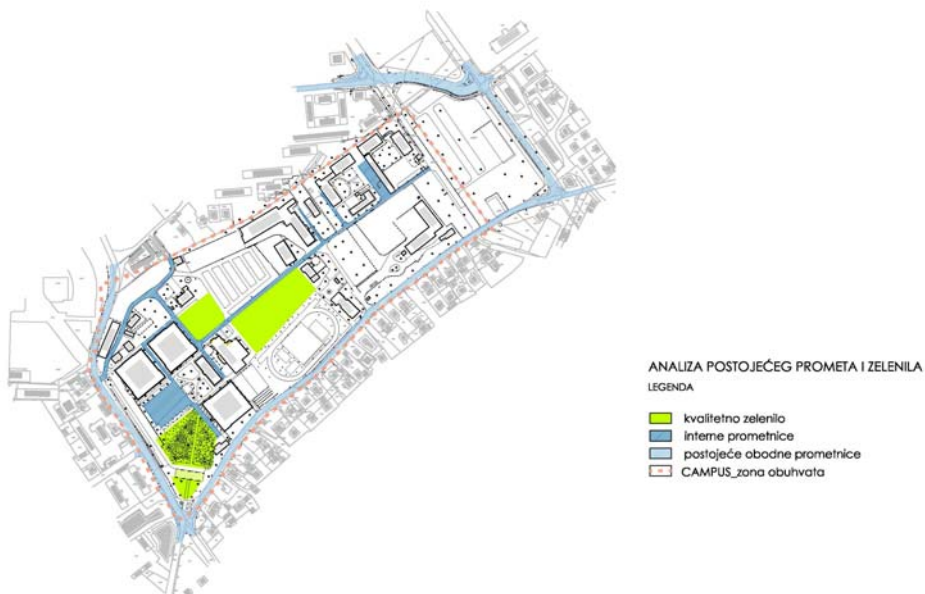 ANALIZA POSTOJEĆEG PROMETA I ZELENILA
LEGENDA
kvalitetno zelenilo
interne prometnice
postojeće obodne prometnice
CAMPUS_zona obuhvata